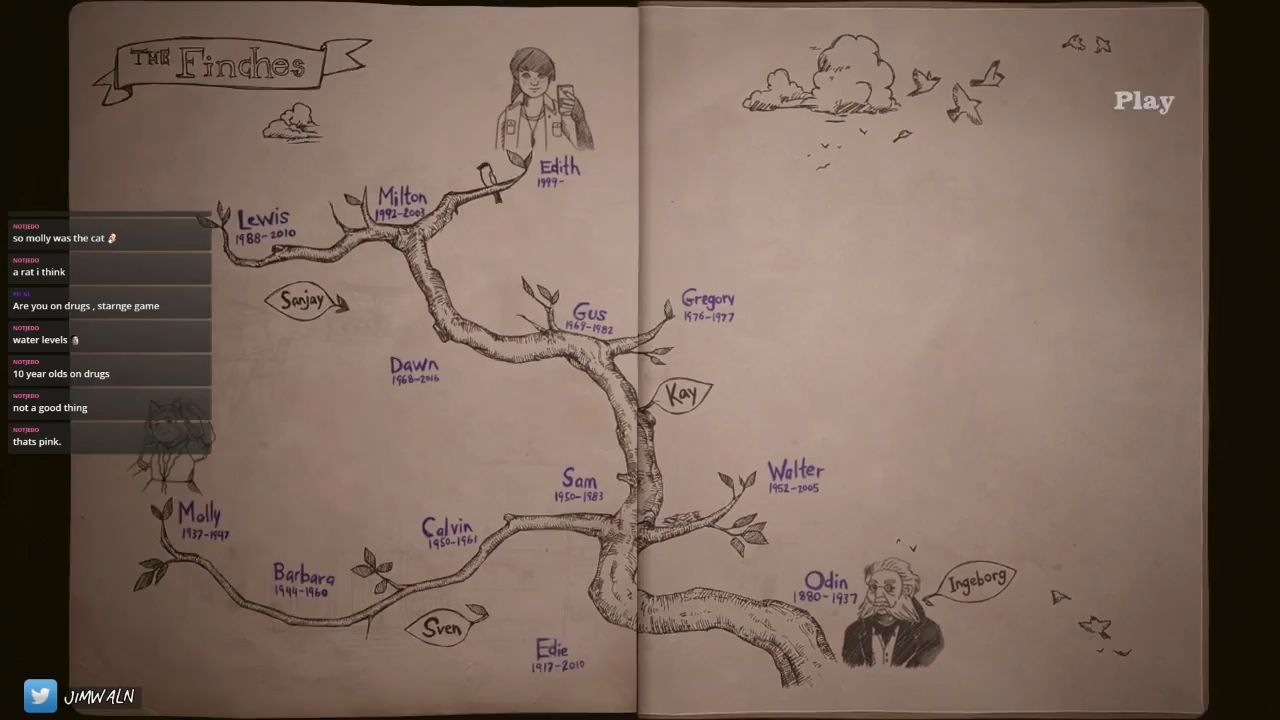 THE Finches
Play
Edith
1999-
Milton
1992-2003
Lewis
1988-2010
Sanjay
Gus
1969-1982
Gregory
1976-1977
Dawn
1968-2016
Kay
Sam
1950-1983
Walter
1952-2005
Molly
1937-1947
Calvin
1950-1961
Barbara
1944-1960
Sven
Odin
1880-1937
Ingeborg
Edie
1917-2010
NOTJEDO
so molly was the cat
NOTJEDO
a rat i think
Are you on drugs , starnge game
NOTJEDO
water levels
NOTJEDO
10 year olds on drugs
NOTJEDO
not a good thing
NOTJEDO
thats pink.
JIMWALN